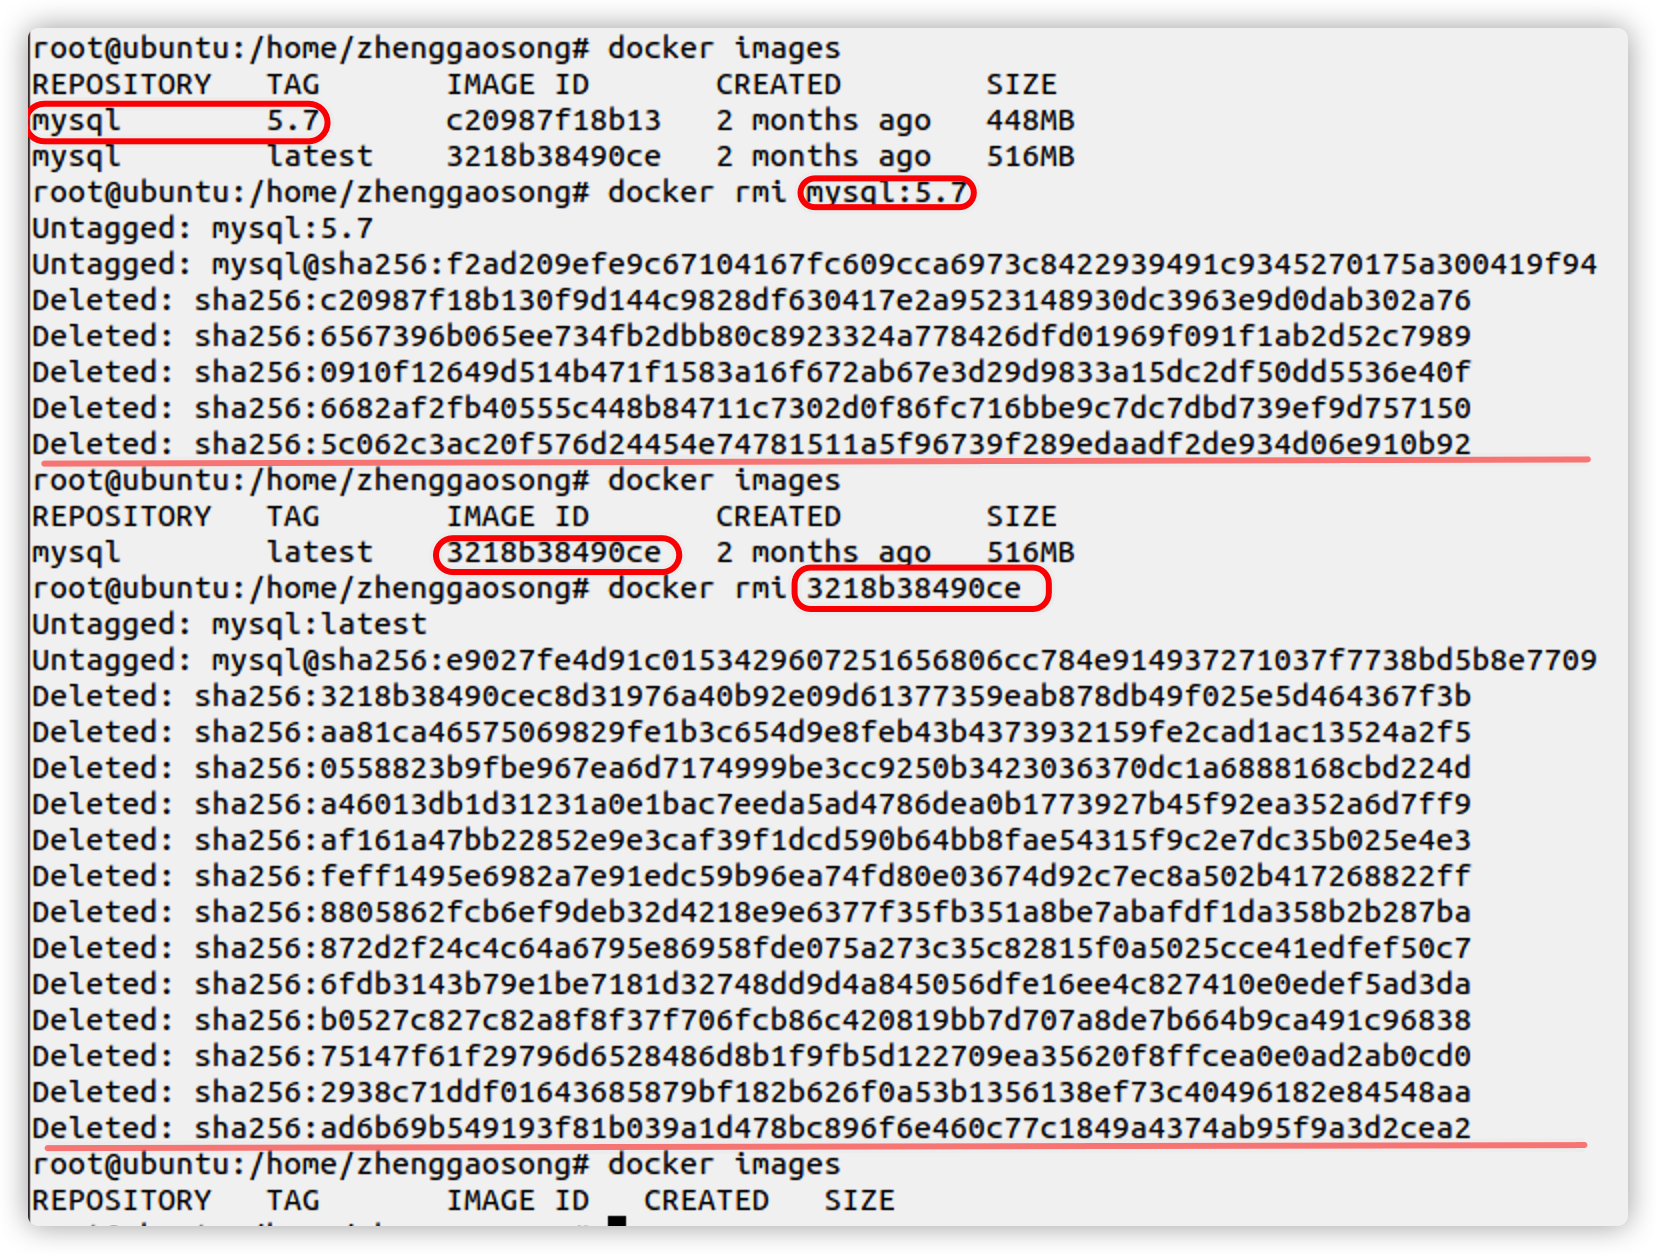 root@ubuntu:/home/zhenggaosong# docker images
REPOSITORY   TAG       IMAGE ID       CREATED        SIZE
mysql        5.7       c20987f18b13   2 months ago   448MB
mysql        latest    3218b38490ce   2 months ago   516MB
root@ubuntu:/home/zhenggaosong# docker rmi mysql:5.7
Untagged: mysql:5.7
Untagged: mysql@sha256:f2ad209efe9c67104167fc609cca6973c8422939491c9345270175a300419f94
Deleted: sha256:c20987f18b130f9d144c9828df630417e2a9523148930dc3963e9d0dab302a76
Deleted: sha256:6567396b065ee734fb2dbb80c8923324a778426dfd01969f091f1ab2d52c7989
Deleted: sha256:0910f12649d514b471f1583a16f672ab67e3d29d9833a15dc2df50dd5536e40f
Deleted: sha256:6682af2fb40555c448b84711c7302d0f86fc716bbe9c7dc7dbd739ef9d757150
Deleted: sha256:5c062c3ac20f576d24454e74781511a5f96739f289edaadf2de934d06e910b92
root@ubuntu:/home/zhenggaosong# docker images
REPOSITORY   TAG       IMAGE ID       CREATED        SIZE
mysql        latest    3218b38490ce   2 months ago   516MB
root@ubuntu:/home/zhenggaosong# docker rmi 3218b38490ce
Untagged: mysql:latest
Untagged: mysql@sha256:e9027fe4d91c0153429607251656806cc784e914937271037f7738bd5b8e7709
Deleted: sha256:3218b38490cec8d31976a40b92e09d61377359eab878db49f025e5d464367f3b
Deleted: sha256:aa81ca46575069829fe1b3c654d9e8feb43b4373932159fe2cad1ac13524a2f5
Deleted: sha256:0558823b9fbe967ea6d7174999be3cc9250b3423036370dc1a6888168cbd224d
Deleted: sha256:a46013db1d31231a0e1bac7eeda5ad4786dea0b1773927b45f92ea352a6d7ff9
Deleted: sha256:af161a47bb22852e9e3caf39f1dcd590b64bb8fae54315f9c2e7dc35b025e4e3
Deleted: sha256:feff1495e6982a7e91edc59b96ea74fd80e03674d92c7ec8a502b417268822ff
Deleted: sha256:8805862fcb6ef9deb32d4218e9e6377f35fb351a8be7abafdf1da358b2b287ba
Deleted: sha256:872d2f24c4c64a6795e86958fde075a273c35c82815f0a5025cce41edfef50c7
Deleted: sha256:6fdb3143b79e1be7181d32748dd9d4a845056dfe16ee4c827410e0edef5ad3da
Deleted: sha256:b0527c827c82a8f8f37f706fcb86c420819bb7d707a8de7b664b9ca491c96838
Deleted: sha256:75147f61f29796d6528486d8b1f9fb5d122709ea35620f8ffcea0e0ad2ab0cd0
Deleted: sha256:2938c71ddf01643685879bf182b626f0a53b1356138ef73c40496182e84548aa
Deleted: sha256:ad6b69b549193f81b039a1d478bc896f6e460c77c1849a4374ab95f9a3d2cea2
root@ubuntu:/home/zhenggaosong# docker images
REPOSITORY   TAG       IMAGE ID   CREATED   SIZE